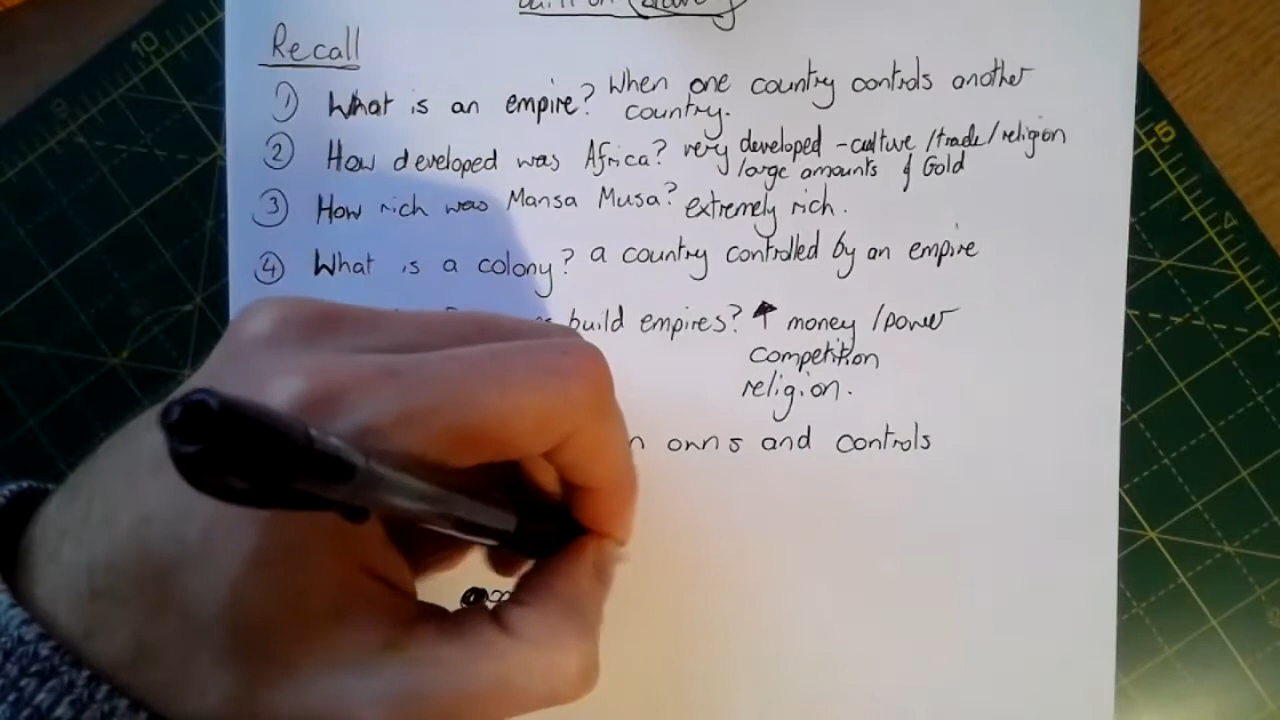 Recall
① What is an empire? When one country controls another
country.
② How developed was Africa? very developed - culture /trade/religion
/large amounts of Gold
③ How rich was Mansa Musa? extremely rich.
④ What is a colony? a country controlled by an empire
build empires? ↑ money /power
competition
religion.
owns and controls